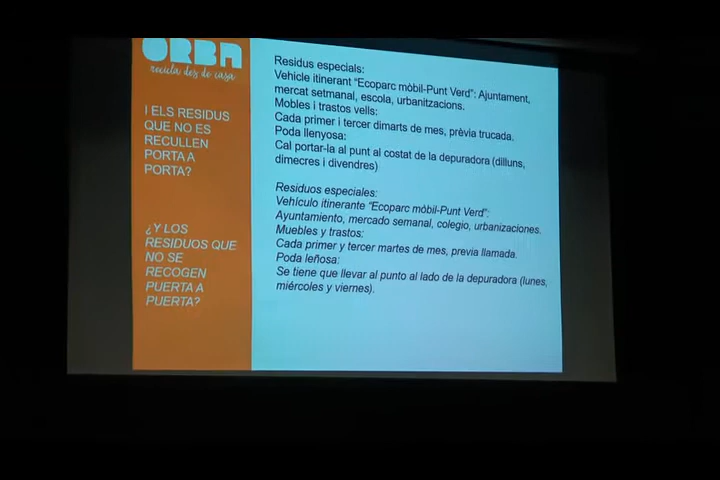 ORBA
recicla des de casa
I ELS RESIDUS
QUE NO ES
RECULLEN
PORTA A
PORTA?
¿Y LOS
RESIDUOS QUE
NO SE
RECOGEN
PUERTA A
PUERTA?
Residus especials:
Vehicle itinerant “Ecoparc mòbil-Punt Verd”: Ajuntament,
mercat setmanal, escola, urbanitzacions.
Mobles i trastos vells:
Cada primer i tercer dimarts de mes, prèvia trucada.
Poda llenyosa:
Cal portar-la al punt al costat de la depuradora (dilluns,
dimecres i divendres)
Residuos especiales:
Vehículo itinerante “Ecoparc mòbil-Punt Verd”:
Ayuntamiento, mercado semanal, colegio, urbanizaciones.
Muebles y trastos:
Cada primer y tercer martes de mes, previa llamada.
Poda leñosa:
Se tiene que llevar al punto al lado de la depuradora (lunes,
miércoles y viernes).